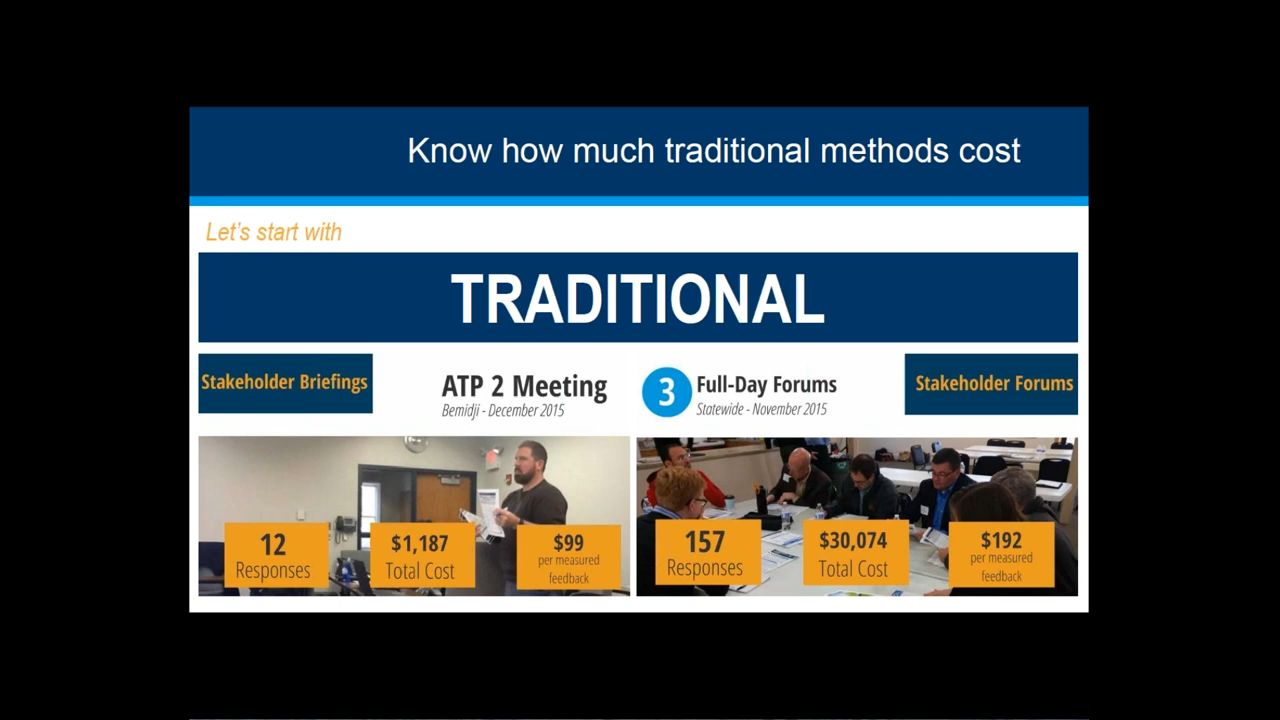 Know how much traditional methods cost
Let's start with
TRADITIONAL
Stakeholder Briefings
ATP 2 Meeting
Bemidji - December 2015
3
Full-Day Forums
Statewide - November 2015
Stakeholder Forums
12
Responses
$1,187
Total Cost
$99
per measured
feedback
157
Responses
$30,074
Total Cost
$192
per measured
feedback